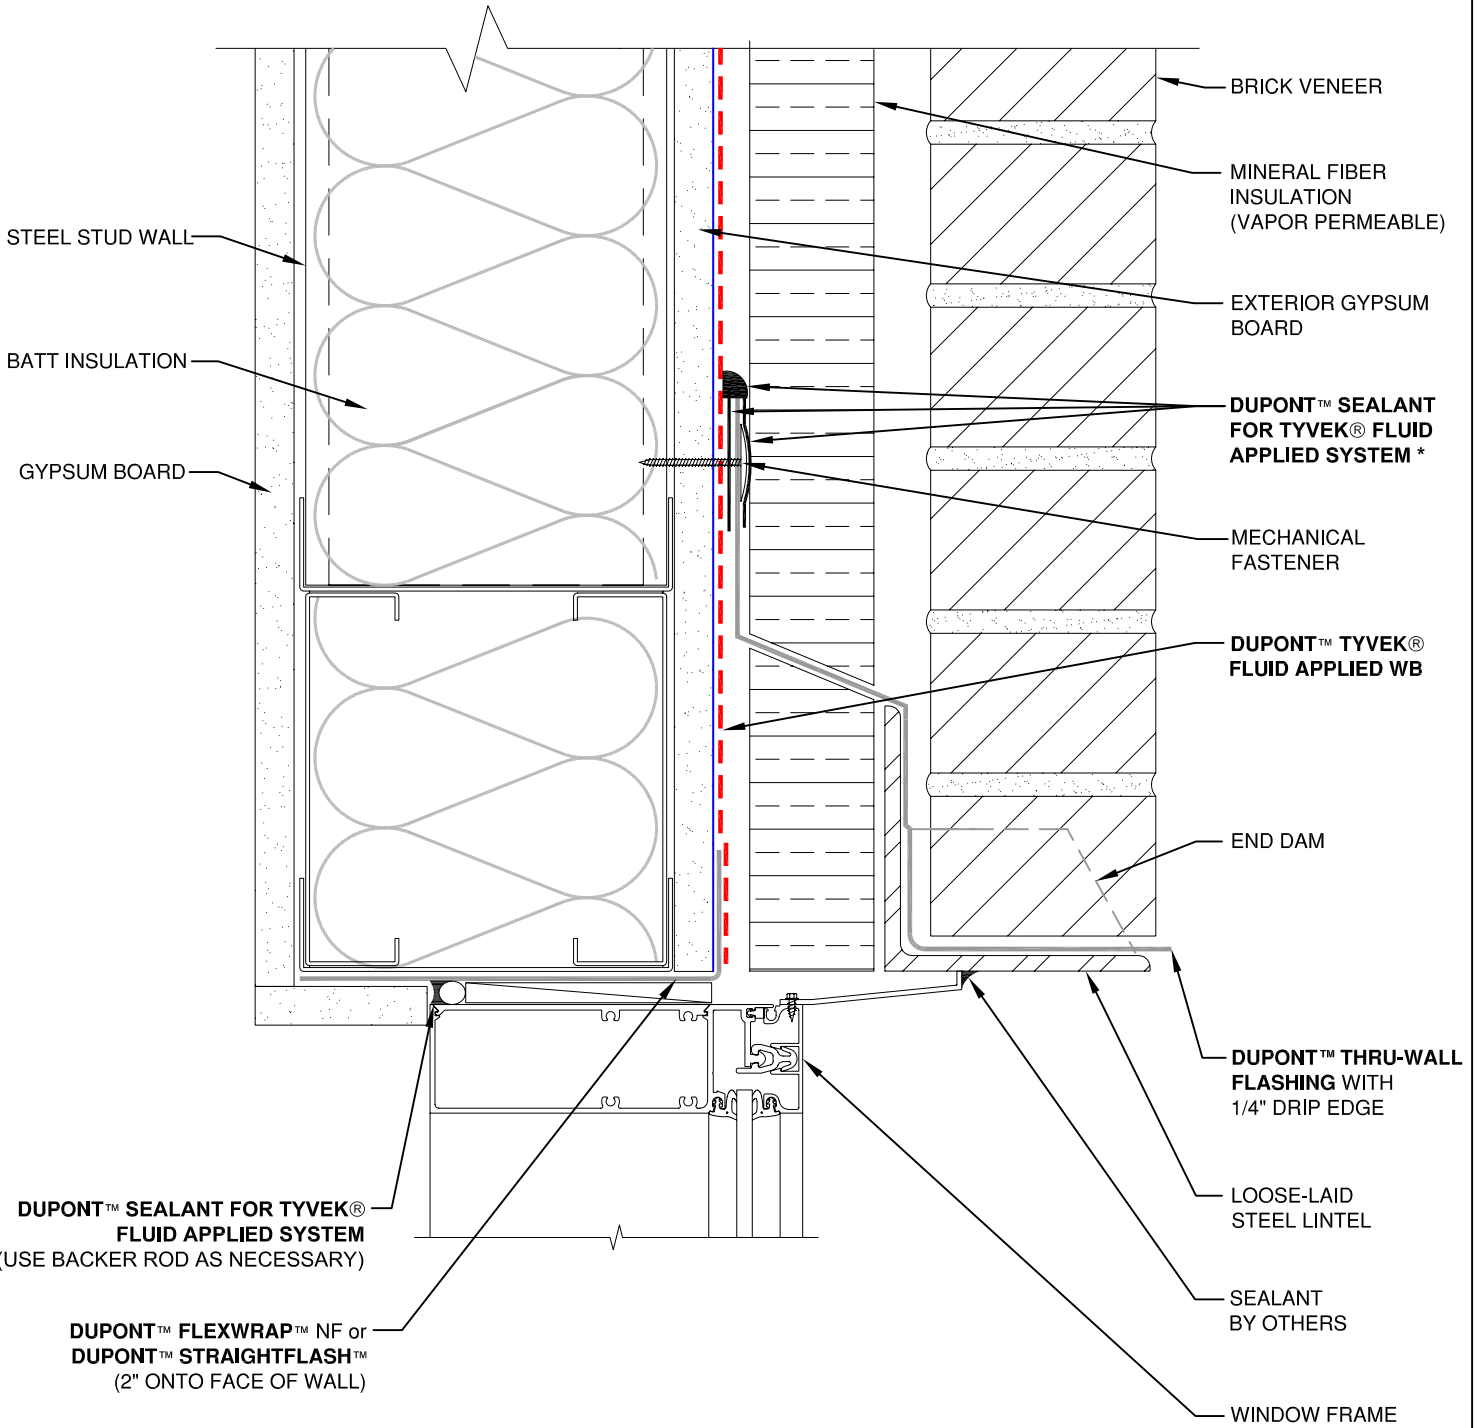 STEEL STUD WALL
BATT INSULATION
GYPSUM BOARD
DUPONT™ SEALANT FOR TYVEK®
FLUID APPLIED SYSTEM
(USE BACKER ROD AS NECESSARY)
DUPONT™ FLEXWRAP™ NF or
DUPONT™ STRAIGHTFLASH™
(2" ONTO FACE OF WALL)
BRICK VENEER
MINERAL FIBER
INSULATION
(VAPOR PERMEABLE)
EXTERIOR GYPSUM
BOARD
DUPONT™ SEALANT
FOR TYVEK® FLUID
APPLIED SYSTEM *
MECHANICAL
FASTENER
DUPONT™ TYVEK®
FLUID APPLIED WB
END DAM
DUPONT™ THRU-WALL
FLASHING WITH
1/4" DRIP EDGE
LOOSE-LAID
STEEL LINTEL
SEALANT
BY OTHERS
WINDOW FRAME